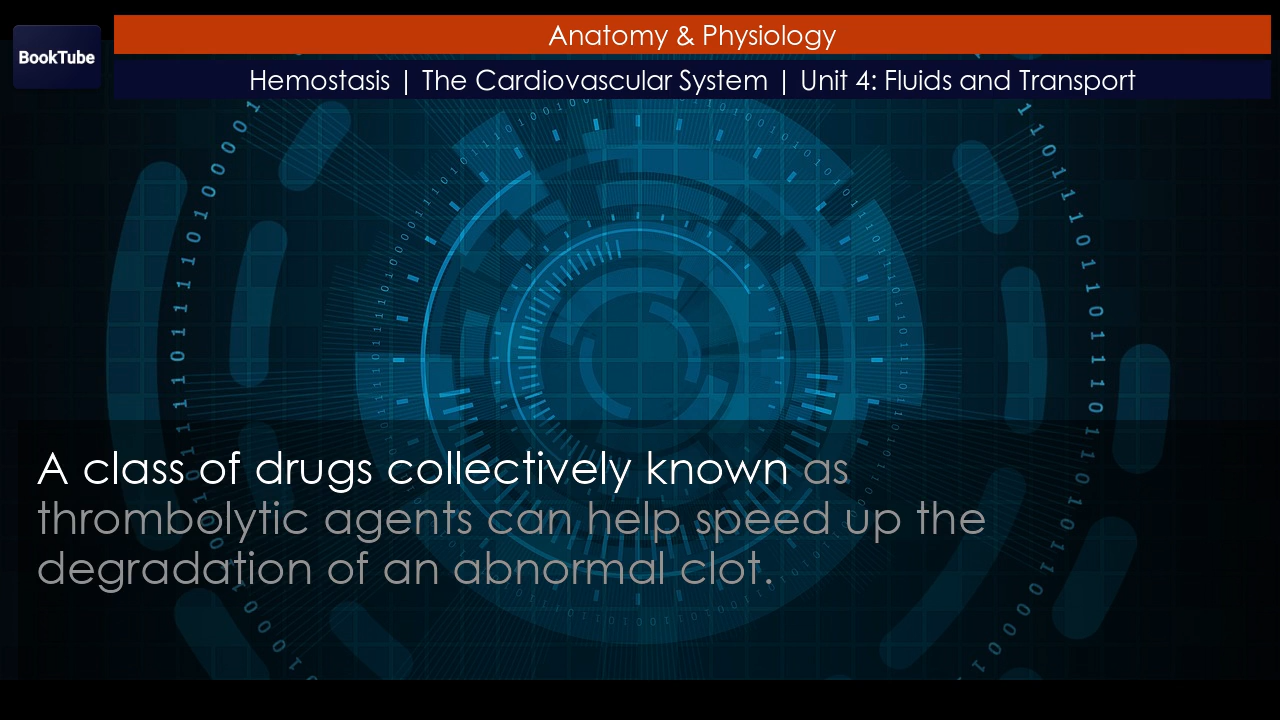 BookTube
Anatomy & Physiology
Hemostasis | The Cardiovascular System | Unit 4: Fluids and Transport
A class of drugs collectively known as
thrombolytic agents can help speed up the
degradation of an abnormal clot.